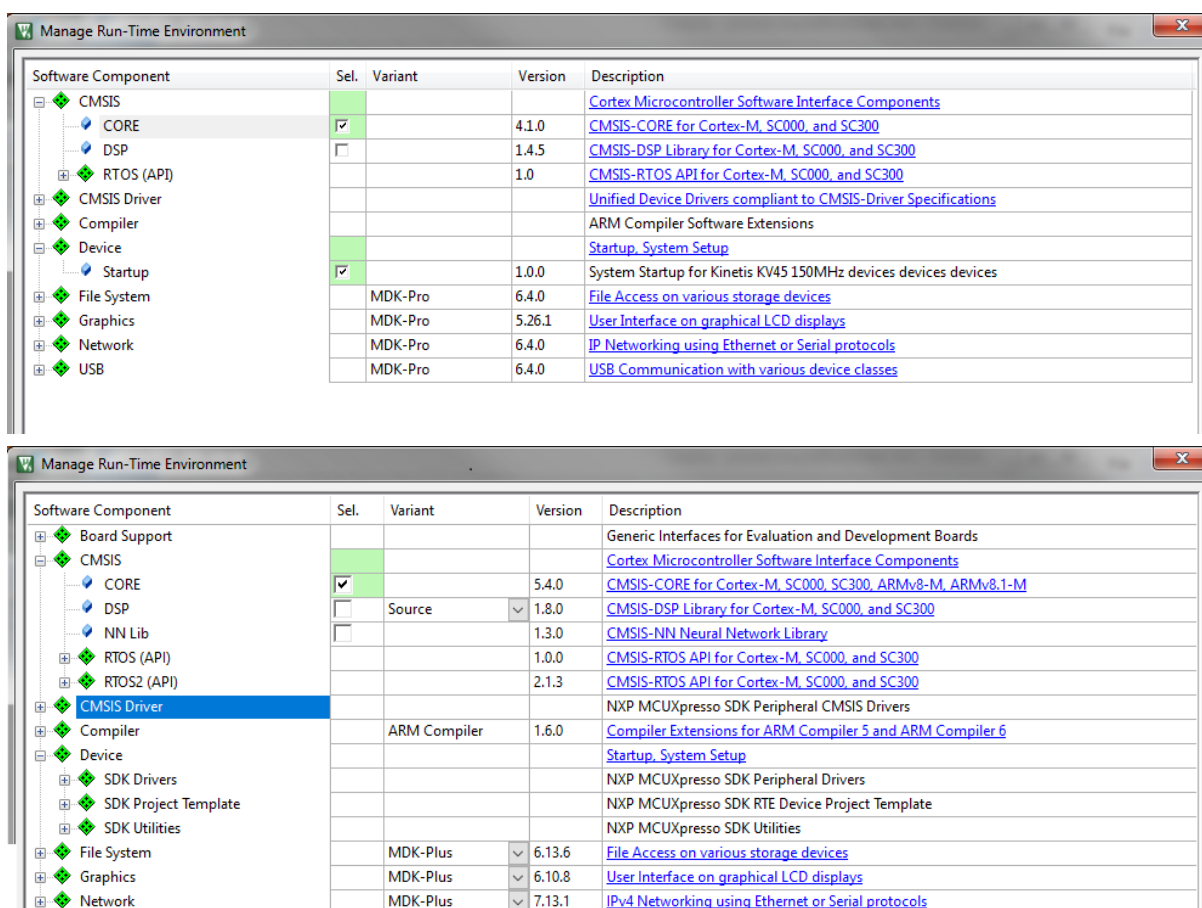 Manage Run-Time Environment
Software Component Sel. Variant Version Description
CMSIS Cortex Microcontroller Software Interface Components
CORE 4.1.0 CMSIS-CORE for Cortex-M, SC000, and SC300
DSP 1.4.5 CMSIS-DSP Library for Cortex-M, SC000, and SC300
RTOS (API) 1.0 CMSIS-RTOS API for Cortex-M, SC000, and SC300
CMSIS Driver Unified Device Drivers compliant to CMSIS-Driver Specifications
Compiler ARM Compiler Software Extensions
Device Startup, System Setup
Startup 1.0.0 System Startup for Kinetis KV45 150MHz devices devices devices
File System MDK-Pro 6.4.0 File Access on various storage devices
Graphics MDK-Pro 5.26.1 User Interface on graphical LCD displays
Network MDK-Pro 6.4.0 IP Networking using Ethernet or Serial protocols
USB MDK-Pro 6.4.0 USB Communication with various device classes
Manage Run-Time Environment
Software Component Sel. Variant Version Description
Board Support Generic Interfaces for Evaluation and Development Boards
CMSIS Cortex Microcontroller Software Interface Components
CORE 5.4.0 CMSIS-CORE for Cortex-M, SC000, SC300, ARMv8-M, ARMv8.1-M
DSP Source 1.8.0 CMSIS-DSP Library for Cortex-M, SC000, and SC300
NN Lib 1.3.0 CMSIS-NN Neural Network Library
RTOS (API) 1.0.0 CMSIS-RTOS API for Cortex-M, SC000, and SC300
RTOS2 (API) 2.1.3 CMSIS-RTOS API for Cortex-M, SC000, and SC300
CMSIS Driver NXP MCUXpresso SDK Peripheral CMSIS Drivers
Compiler ARM Compiler 1.6.0 Compiler Extensions for ARM Compiler 5 and ARM Compiler 6
Device Startup, System Setup
SDK Drivers NXP MCUXpresso SDK Peripheral Drivers
SDK Project Template NXP MCUXpresso SDK RTE Device Project Template
SDK Utilities NXP MCUXpresso SDK Utilities
File System MDK-Plus 6.13.6 File Access on various storage devices
Graphics MDK-Plus 6.10.8 User Interface on graphical LCD displays
Network MDK-Plus 7.13.1 IPv4 Networking using Ethernet or Serial protocols